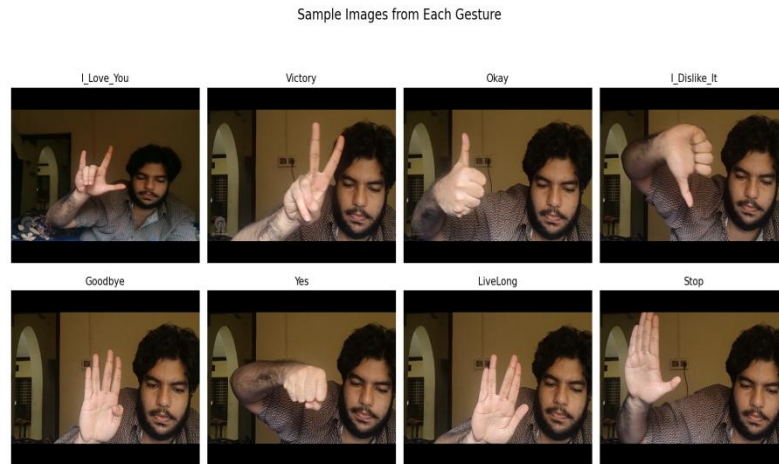 Sample Images from Each Gesture
I_Love_You
Victory
Okay
I_Dislike_It
Goodbye
Yes
LiveLong
Stop